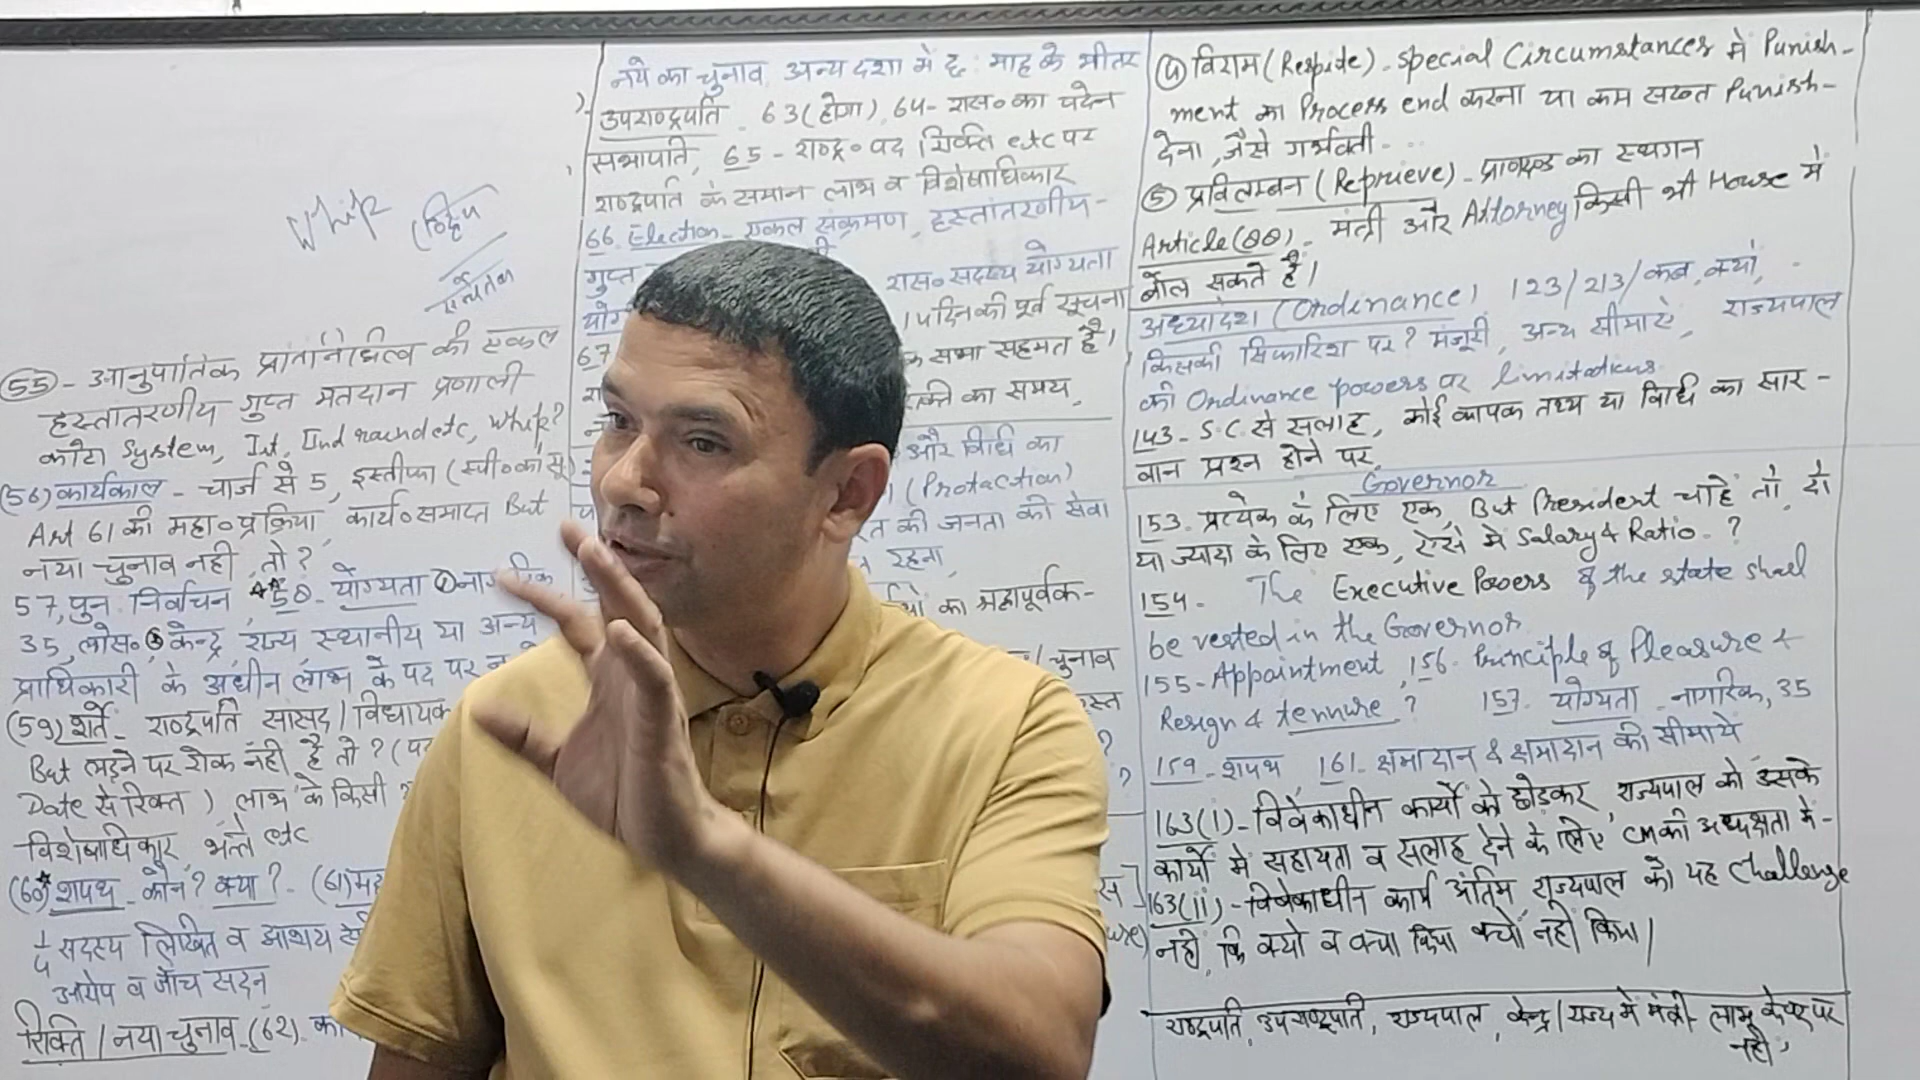 Whip
(55) - आनुपातिक प्रतिनिधित्व की एकल
हस्तांतरणीय गुप्त मतदान प्रणाली
कोटा System, Ist, IInd round etc, Whip?
(56) कार्यकाल - चार्ज से 5, इस्तीफा
Art 61 की महा॰प्रक्रिया, कार्य॰समाप्त But
नया चुनाव नही, तो?
57, पुन निर्वाचन 58 - योग्यता ①
35, लोस॰ केन्द्र राज्य स्थानीय या अन्य
प्राधिकारी के अधीन लाभ के पद पर न
(59) शर्ते - राष्ट्रपति सांसद / विधायक
But लड़ने पर रोक नही है तो?
Date से रिक्त) लाभ के किसी
विशेषाधिकार, भत्ते etc
(60) शपथ - कौन? क्या? - (61)
1/4 सदस्य लिखित व
आरोप व जाँच सदन
रिक्ति / नया चुनाव - (62)
नये का चुनाव, अन्य दशा में छः माह के भीतर
उपराष्ट्रपति - 63 (होगा), 64 - रास॰ का पदेन
सभापति, 65 - राष्ट्र॰ पद रिक्ति etc पर
राष्ट्रपति के समान लाभ व विशेषाधिकार
66. Election - एकल संक्रमण, हस्तांतरणीय -
गुप्त रास॰ सदस्य योग्यता
14 दिन की पूर्व सूचना
67 सभा सहमत है।
रिक्ति का समय,
और विधि का
(Protection)
की जनता की सेवा
रहना,
का महापूर्वक-
चुनाव
④ विराम (Respite) - Special Circumstances मे Punish-
ment का Process end करना या कम सख्त Punish-
देना, जैसे गर्भवती - . .
⑤ प्रविलम्बन (Reprieve) - प्राणदण्ड का स्थगन
Article (88) - मंत्री और Attorney किसी भी House मे
बोल सकते है।
अध्यादेश (Ordinance) 123/213/कब, क्यो,
किसकी सिफारिश पर? मंजूरी, अन्य सीमाएं, राज्यपाल
की Ordinance powers पर limitations
143 - S.C से सलाह, कोई व्यापक तथ्य या विधि का सार-
वान प्रश्न होने पर
Governor
153. प्रत्येक के लिए एक, But President चाहे तो, दो
या ज्यादा के लिए एक, ऐसे मे Salary & Ratio. ?
154 - The Executive Powers of the state shall
be vested in the Governor
155 - Appointment, 156. Principle of Pleasure &
Resign & tennure? 157. योग्यता - नागरिक, 35
159 - शपथ 161. क्षमादान & क्षमादान की सीमाये
163(i) - विवेकाधीन कार्यो को छोड़कर, राज्यपाल को उसके
कार्यो मे सहायता व सलाह देने के लिए CM की अध्यक्षता मे-
163(ii) - विवेकाधीन कार्य अंतिम राज्यपाल को यह Challenge
नही, कि क्यो व क्या किया क्यों नही किया।
राष्ट्रपति, उपराष्ट्रपति, राज्यपाल, केन्द्र / राज्य मे मंत्री - लाभ के पद पर
नही,